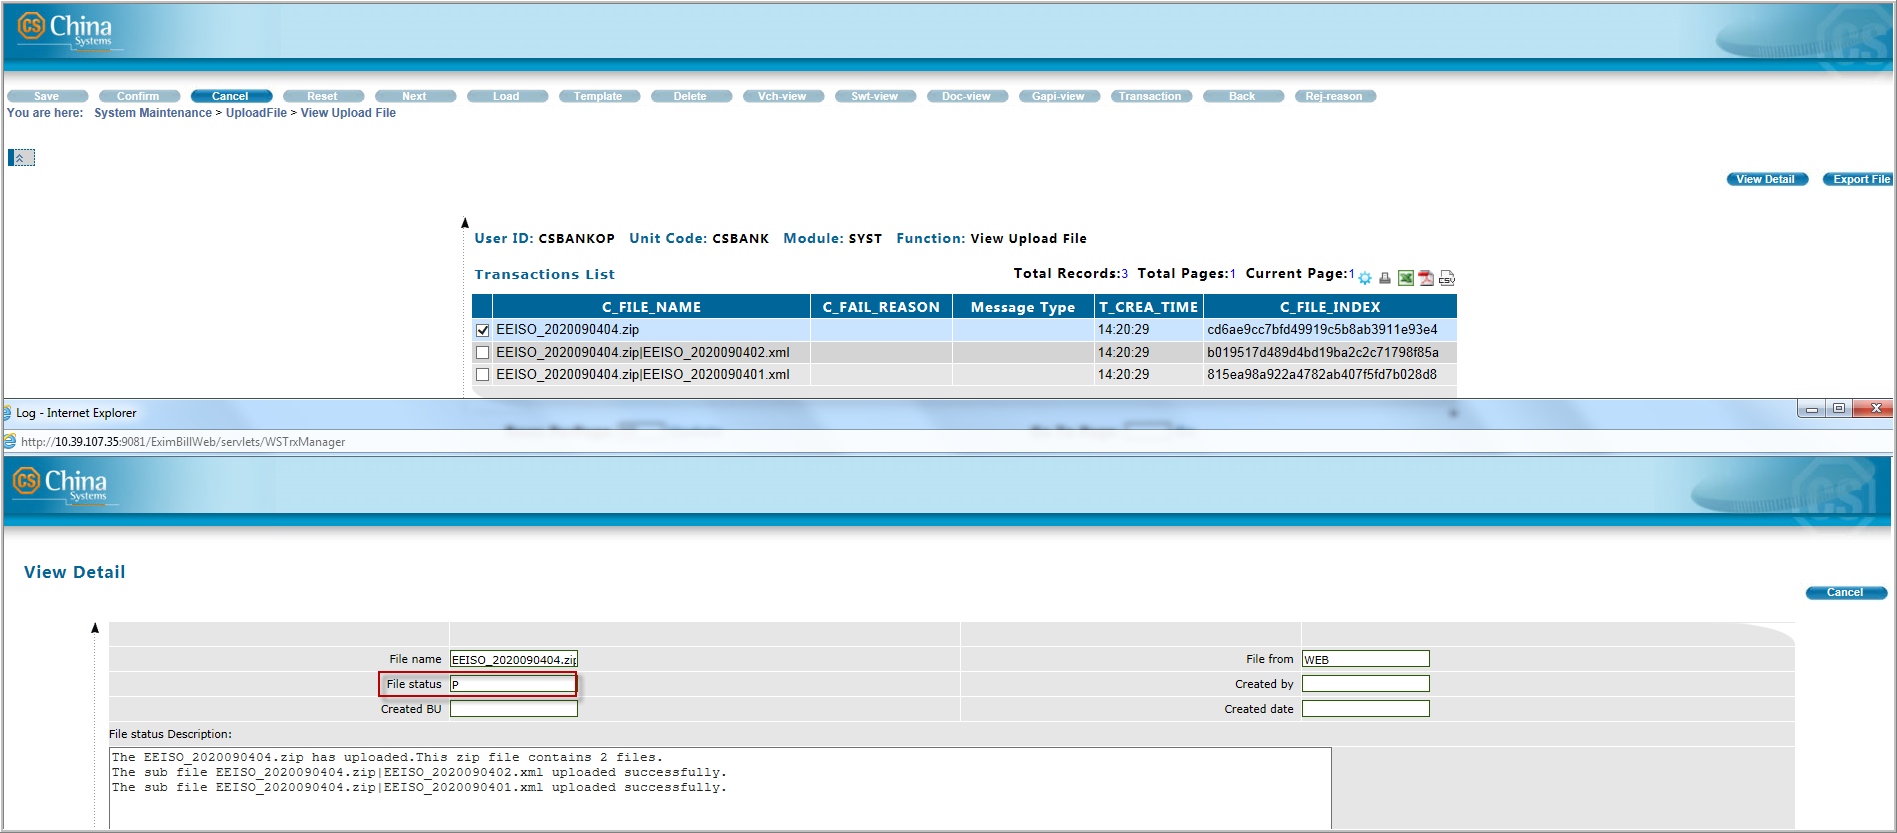 CS China Systems
CS
Save Confirm Cancel Reset Next Load Template Delete Vch-view Swt-view Doc-view Gapi-view Transaction Back Rej-reason
You are here: System Maintenance > UploadFile > View Upload File
View Detail Export File
User ID: CSBANKOP Unit Code: CSBANK Module: SYST Function: View Upload File
Transactions List Total Records:3 Total Pages:1 Current Page:1 CSV
C_FILE_NAME C_FAIL_REASON Message Type T_CREA_TIME C_FILE_INDEX
EEISO_2020090404.zip 14:20:29 cd6ae9cc7bfd49919c5b8ab3911e93e4
EEISO_2020090404.zip|EEISO_2020090402.xml 14:20:29 b019517d489d4bd19ba2c2c71798f85a
EEISO_2020090404.zip|EEISO_2020090401.xml 14:20:29 815ea98a922a4782ab407f5fd7b028d8
Log - Internet Explorer
http://10.39.107.35:9081/EximBillWeb/servlets/WSTrxManager
CS China Systems
CS
View Detail
Cancel
File name EEISO_2020090404.zip File from WEB
File status P Created by
Created BU Created date
File status Description:
The EEISO_2020090404.zip has uploaded.This zip file contains 2 files.
The sub file EEISO_2020090404.zip|EEISO_2020090402.xml uploaded successfully.
The sub file EEISO_2020090404.zip|EEISO_2020090401.xml uploaded successfully.